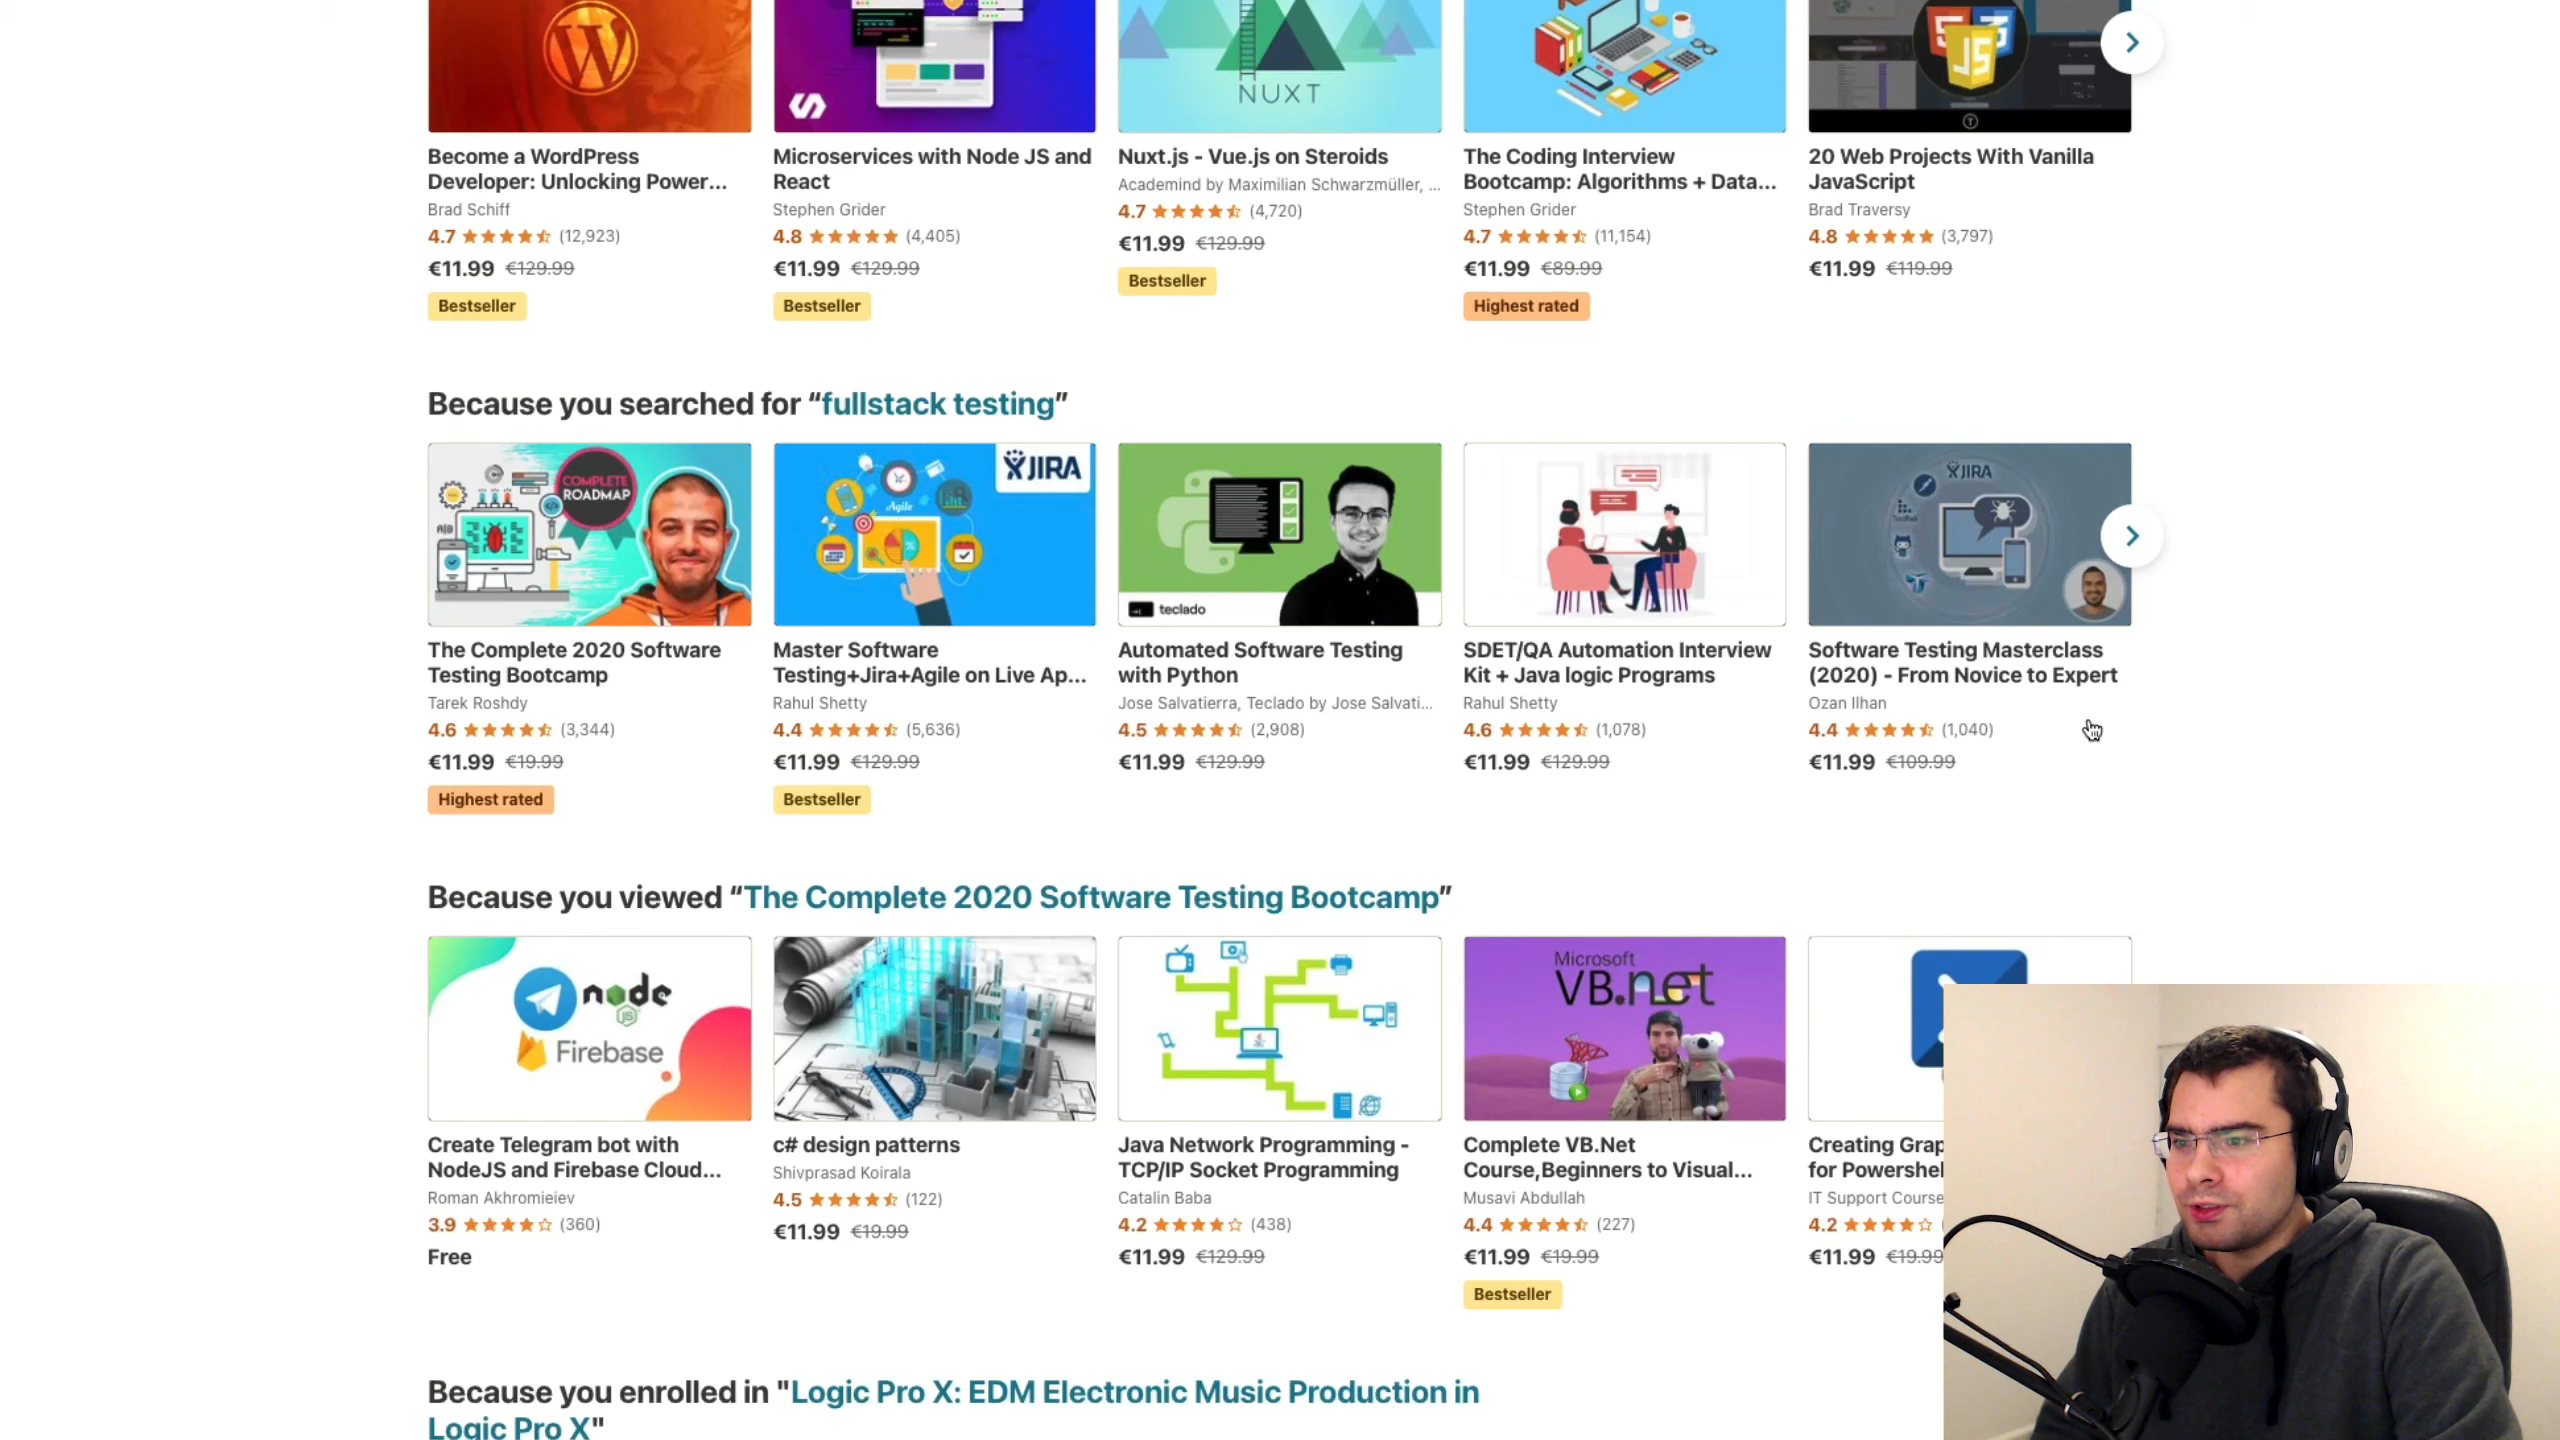 NUXT
JS
Become a WordPress
Developer: Unlocking Power...
Brad Schiff
4.7 (12,923)
€11.99 €129.99
Bestseller
Microservices with Node JS and
React
Stephen Grider
4.8 (4,405)
€11.99 €129.99
Bestseller
Nuxt.js - Vue.js on Steroids
Academind by Maximilian Schwarzmüller, ...
4.7 (4,720)
€11.99 €129.99
Bestseller
The Coding Interview
Bootcamp: Algorithms + Data...
Stephen Grider
4.7 (11,154)
€11.99 €89.99
Highest rated
20 Web Projects With Vanilla
JavaScript
Brad Traversy
4.8 (3,797)
€11.99 €119.99
Because you searched for “fullstack testing”
COMPLETE
ROADMAP
A|B
JIRA
Agile
teclado
JIRA
The Complete 2020 Software
Testing Bootcamp
Tarek Roshdy
4.6 (3,344)
€11.99 €19.99
Highest rated
Master Software
Testing+Jira+Agile on Live Ap...
Rahul Shetty
4.4 (5,636)
€11.99 €129.99
Bestseller
Automated Software Testing
with Python
Jose Salvatierra, Teclado by Jose Salvati...
4.5 (2,908)
€11.99 €129.99
SDET/QA Automation Interview
Kit + Java logic Programs
Rahul Shetty
4.6 (1,078)
€11.99 €129.99
Software Testing Masterclass
(2020) - From Novice to Expert
Ozan Ilhan
4.4 (1,040)
€11.99 €109.99
Because you viewed “The Complete 2020 Software Testing Bootcamp”
node
JS
Firebase
Microsoft
VB.net
Create Telegram bot with
NodeJS and Firebase Cloud...
Roman Akhromieiev
3.9 (360)
Free
c# design patterns
Shivprasad Koirala
4.5 (122)
€11.99 €19.99
Java Network Programming -
TCP/IP Socket Programming
Catalin Baba
4.2 (438)
€11.99 €129.99
Complete VB.Net
Course,Beginners to Visual...
Musavi Abdullah
4.4 (227)
€11.99 €19.99
Bestseller
Creating Grap
for Powershel
IT Support Course
4.2
€11.99 €19.99
Because you enrolled in "Logic Pro X: EDM Electronic Music Production in
Logic Pro X"